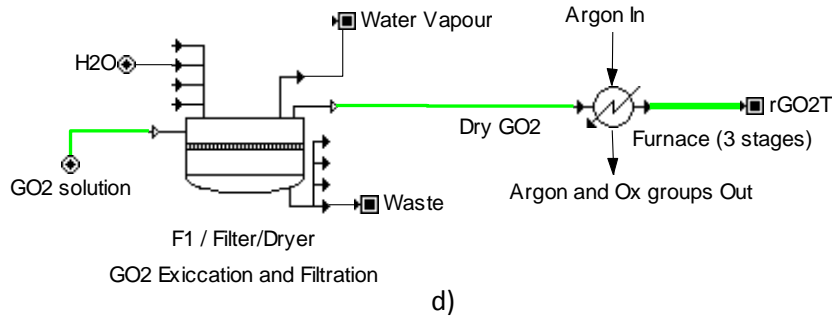 Argon In
Water Vapour
H2O
rGO2T
Dry GO2
Furnace (3 stages)
GO2 solution
Waste
Argon and Ox groups Out
F1 / Filter/Dryer
GO2 Exiccation and Filtration
d)